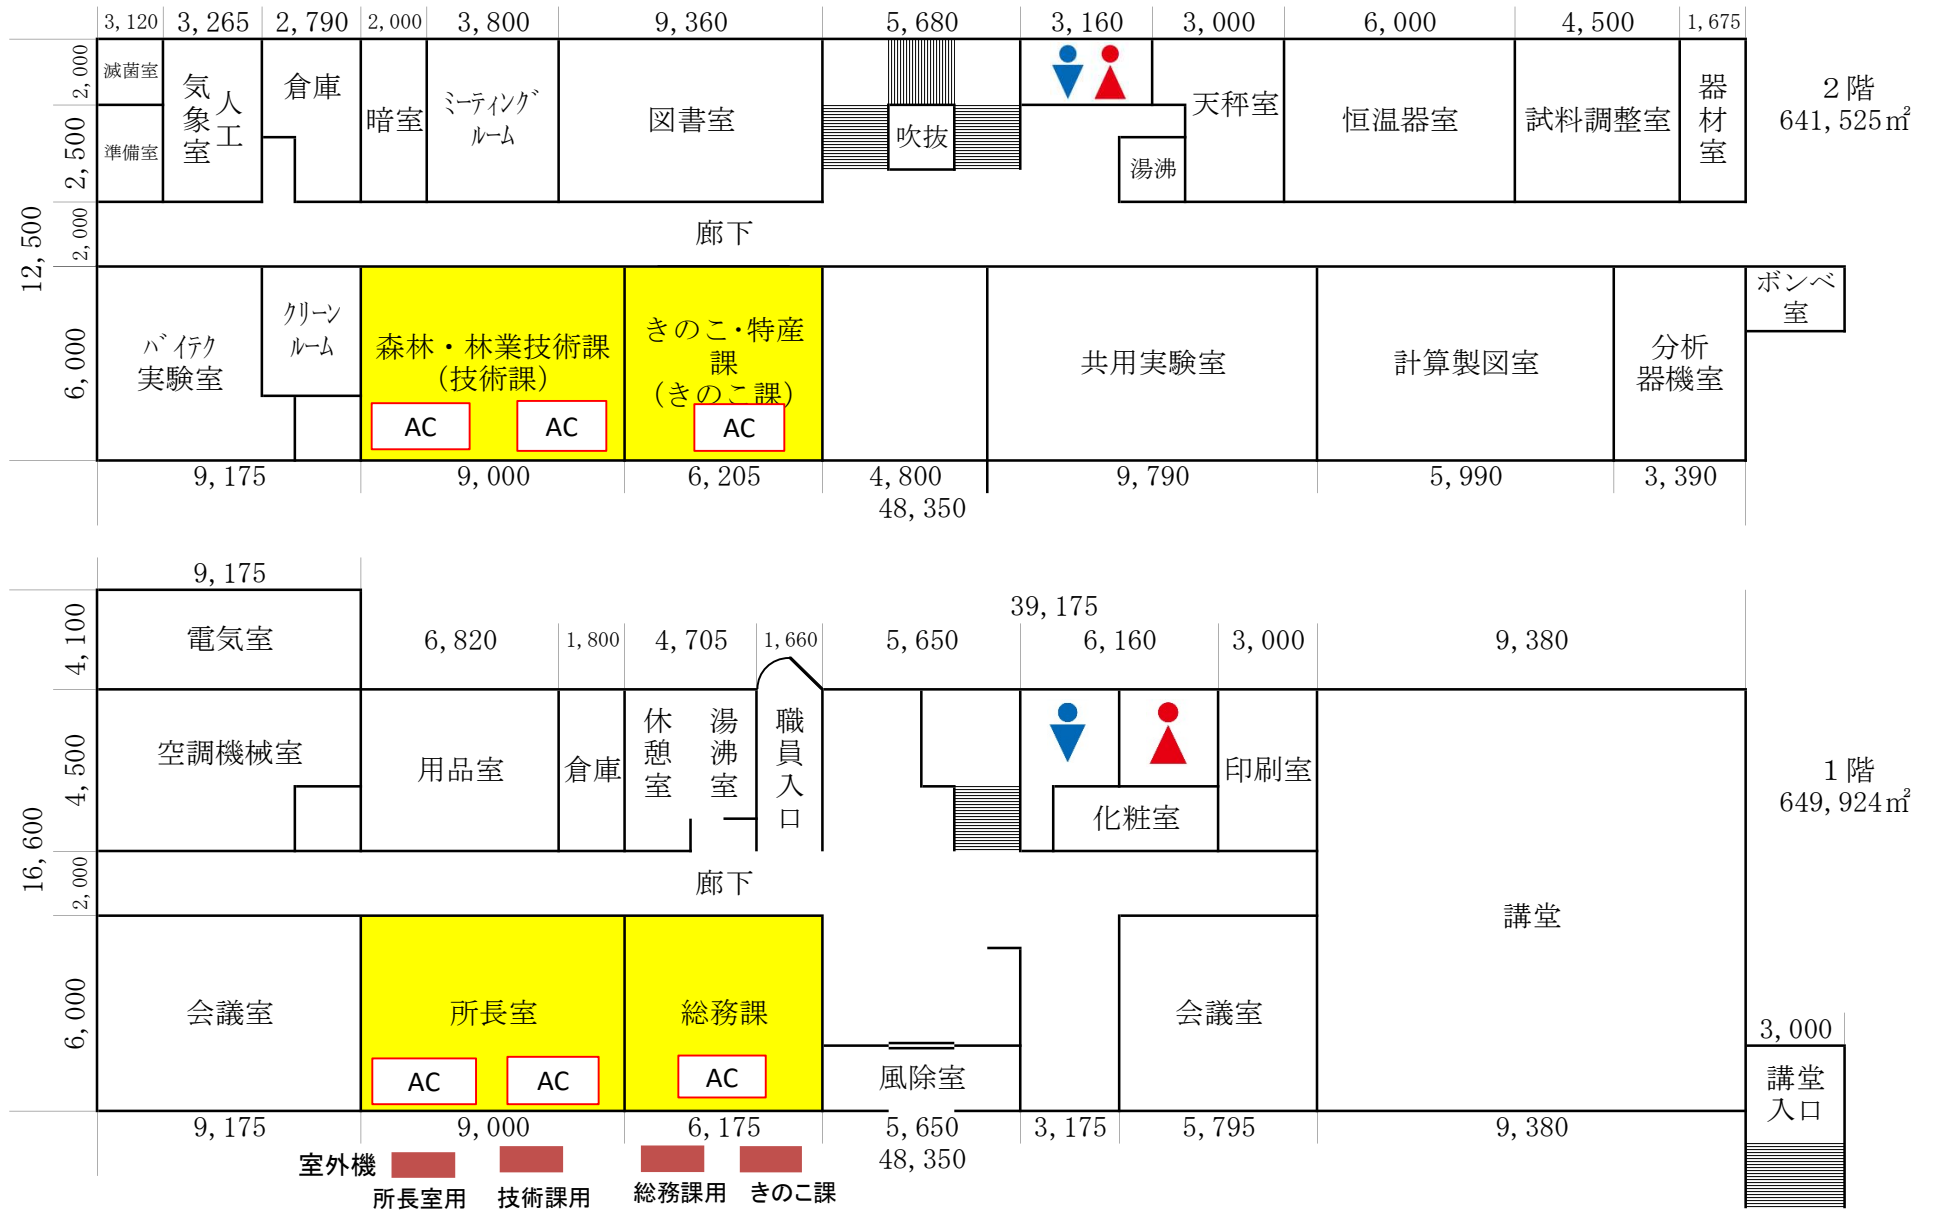 3,120 3,265 2,790 2,000 3,800 9,360 5,680 3,160 3,000 6,000 4,500 1,675
2,000
2,500
2,000
6,000
12,500
滅菌室
準備室
人工
気象室
倉庫
暗室
ミーティング
ルーム
図書室
吹抜
天秤室
湯沸
恒温器室
試料調整室
器材室
2階
641,525㎡
廊下
バイテク
実験室
クリーン
ルーム
森林・林業技術課
(技術課)
AC
AC
きのこ・特産
課
(きのこ課)
AC
共用実験室
計算製図室
分析
器機室
ボンベ
室
9,175 9,000 6,205 4,800 9,790 5,990 3,390
48,350
9,175
39,175
6,820 1,800 4,705 1,660 5,650 6,160 3,000 9,380
4,100
4,500
2,000
6,000
16,600
電気室
空調機械室
用品室
倉庫
休憩室
湯沸室
職員入口
化粧室
印刷室
1階
649,924㎡
廊下
講堂
会議室
所長室
AC
AC
総務課
AC
風除室
会議室
3,000
講堂
入口
9,175 9,000 6,175 5,650 3,175 5,795 9,380
48,350
室外機
所長室用 技術課用 総務課用 きのこ課